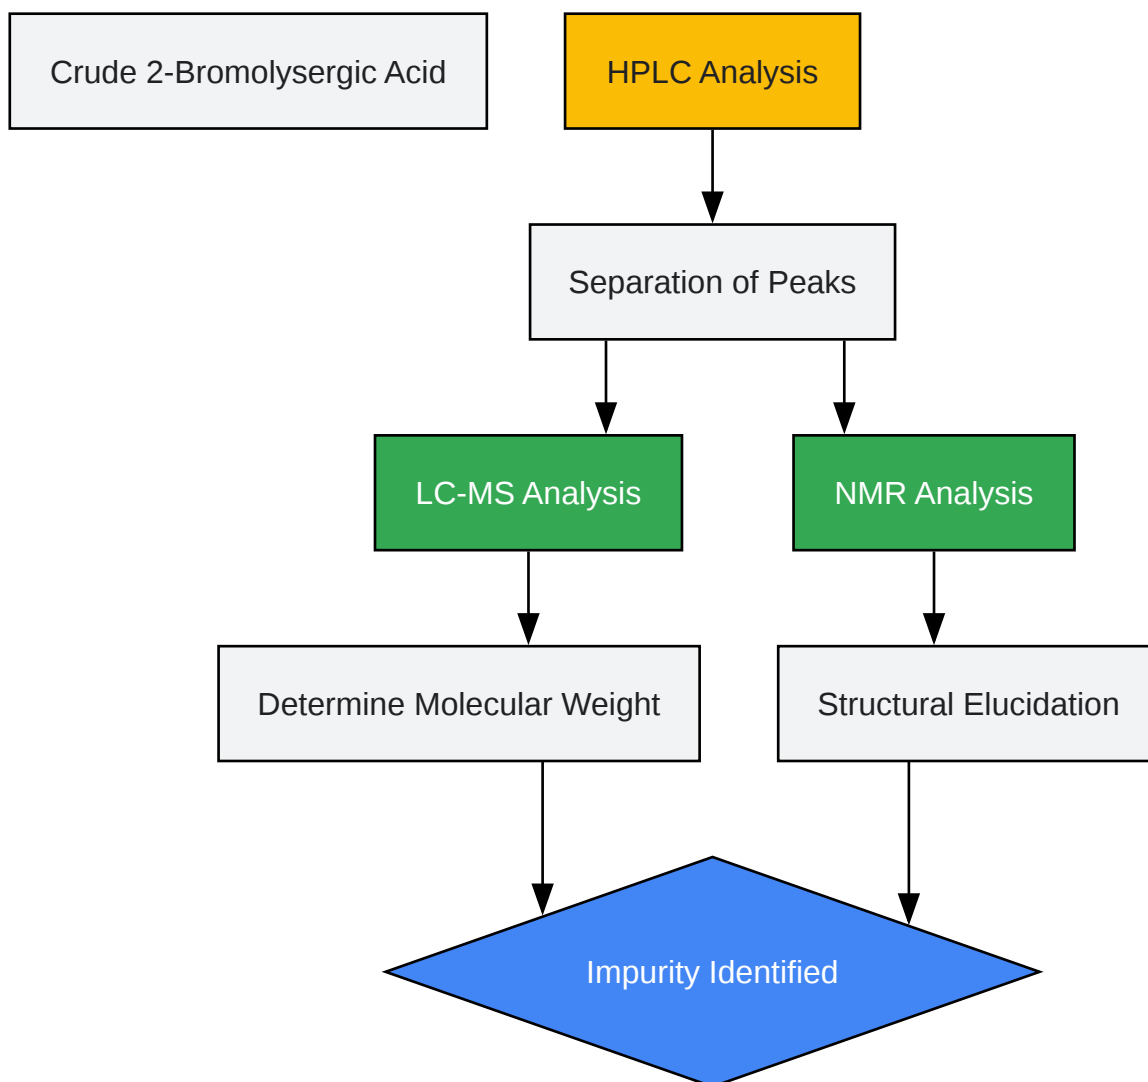 Crude 2-Bromolysergic Acid
HPLC Analysis
Separation of Peaks
LC-MS Analysis
NMR Analysis
Determine Molecular Weight
Structural Elucidation
Impurity Identified